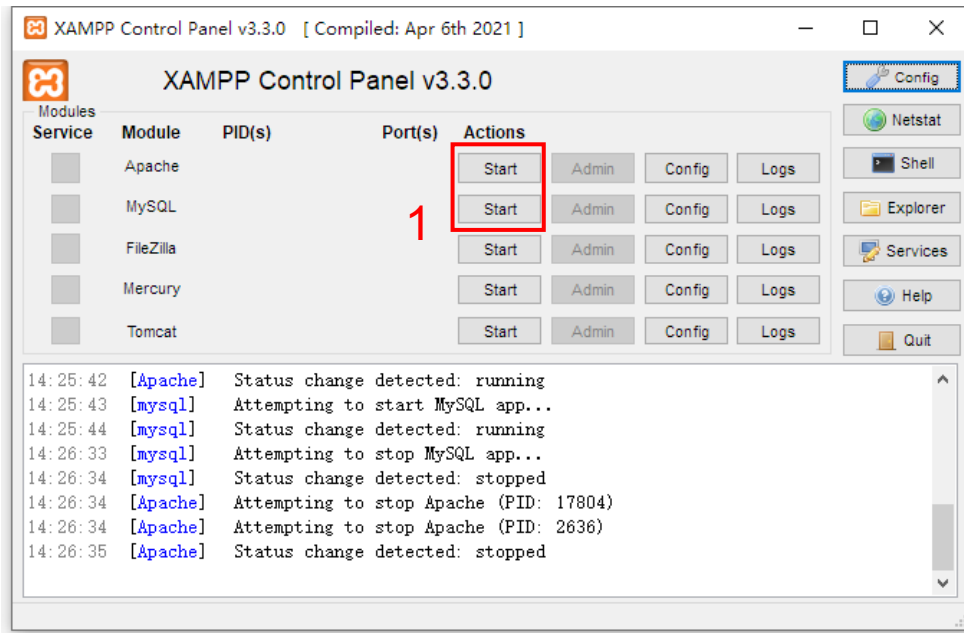 XAMPP Control Panel v3.3.0 [ Compiled: Apr 6th 2021 ]
XAMPP Control Panel v3.3.0
Config
Modules
Service Module PID(s) Port(s) Actions
Netstat
Apache Start Admin Config Logs
Shell
MySQL Start Admin Config Logs
Explorer
1
FileZilla Start Admin Config Logs
Services
Mercury Start Admin Config Logs
Help
Tomcat Start Admin Config Logs
Quit
14:25:42 [Apache] Status change detected: running
14:25:43 [mysql] Attempting to start MySQL app...
14:25:44 [mysql] Status change detected: running
14:26:33 [mysql] Attempting to stop MySQL app...
14:26:34 [mysql] Status change detected: stopped
14:26:34 [Apache] Attempting to stop Apache (PID: 17804)
14:26:34 [Apache] Attempting to stop Apache (PID: 2636)
14:26:35 [Apache] Status change detected: stopped